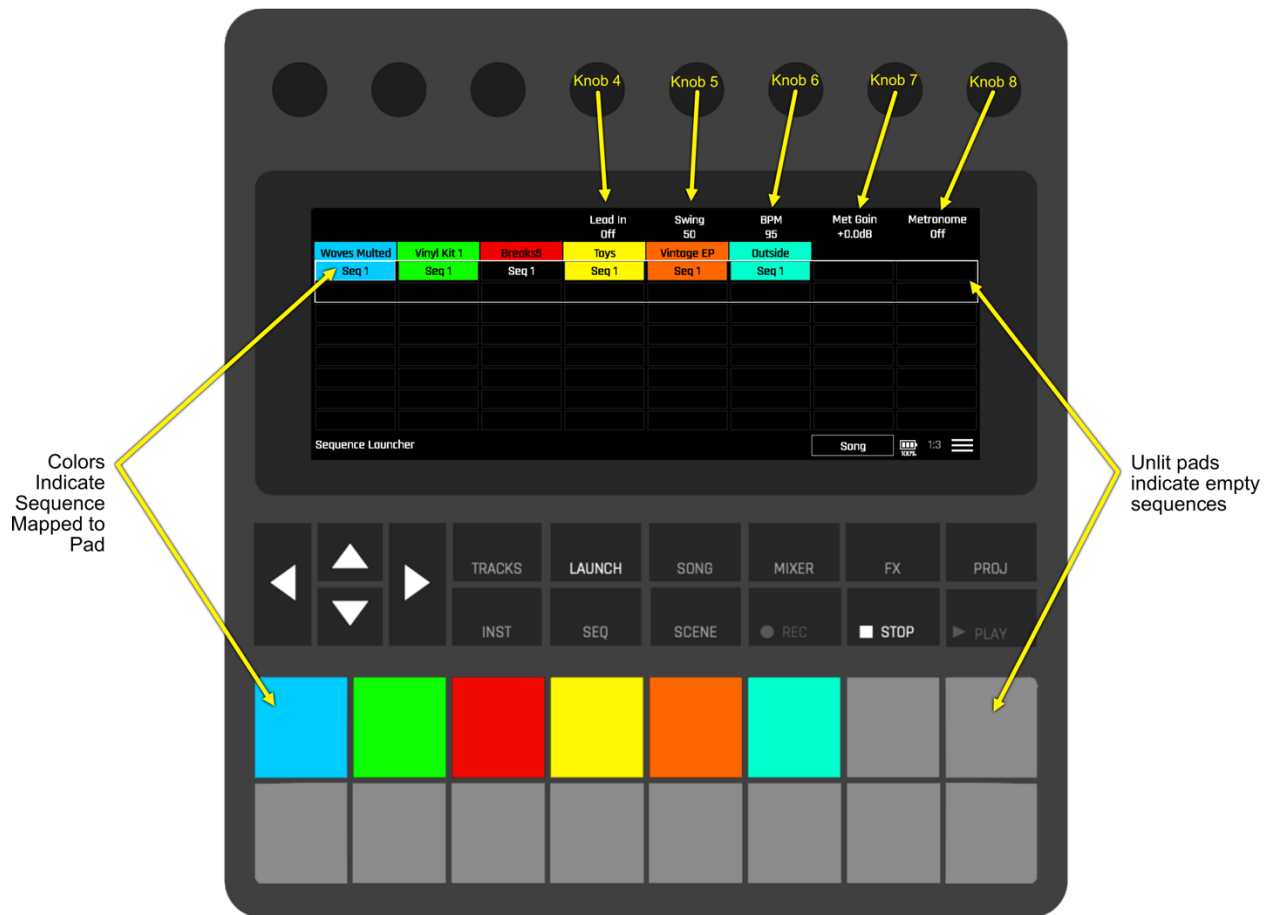 Knob 4 Knob 5 Knob 6 Knob 7 Knob 8
Lead In Swing BPM Met Gain Metronome
Off 50 95 +0.0dB Off
Waves Multed Vinyl Kit 1 Breaks5 Toys Vintage EP Outside
Seq 1 Seq 1 Seq 1 Seq 1 Seq 1 Seq 1
Sequence Launcher Song 100% 1:3
Colors
Indicate
Sequence
Mapped to
Pad
Unlit pads
indicate empty
sequences
TRACKS LAUNCH SONG MIXER FX PROJ
INST SEQ SCENE REC STOP PLAY